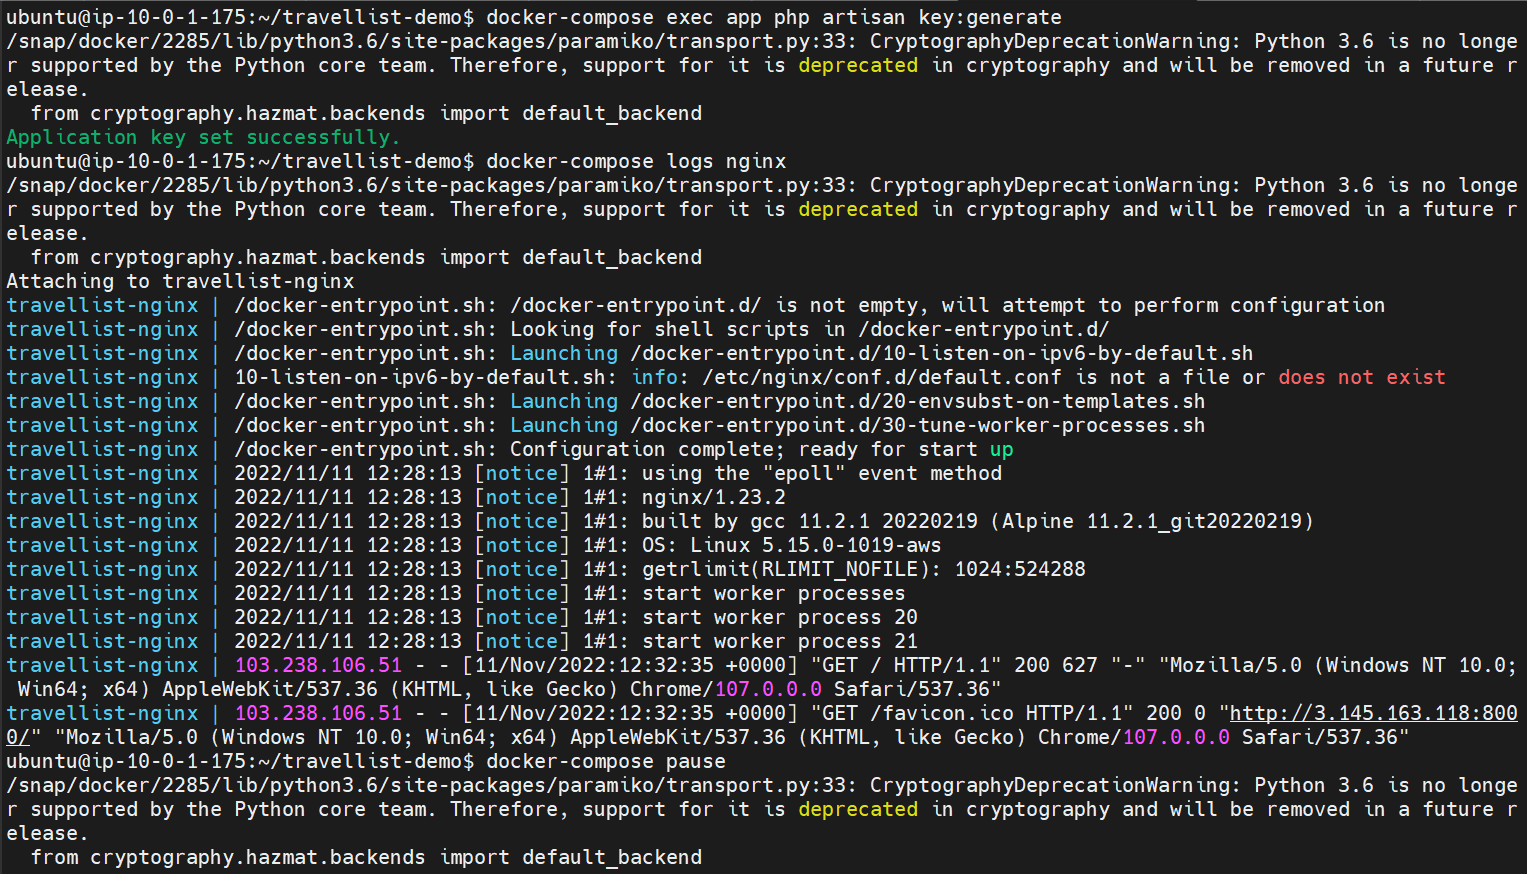 ubuntu@ip-10-0-1-175:~/travellist-demo$ docker-compose exec app php artisan key:generate
/snap/docker/2285/lib/python3.6/site-packages/paramiko/transport.py:33: CryptographyDeprecationWarning: Python 3.6 is no longe
r supported by the Python core team. Therefore, support for it is deprecated in cryptography and will be removed in a future r
elease.
  from cryptography.hazmat.backends import default_backend
Application key set successfully.
ubuntu@ip-10-0-1-175:~/travellist-demo$ docker-compose logs nginx
/snap/docker/2285/lib/python3.6/site-packages/paramiko/transport.py:33: CryptographyDeprecationWarning: Python 3.6 is no longe
r supported by the Python core team. Therefore, support for it is deprecated in cryptography and will be removed in a future r
elease.
  from cryptography.hazmat.backends import default_backend
Attaching to travellist-nginx
travellist-nginx | /docker-entrypoint.sh: /docker-entrypoint.d/ is not empty, will attempt to perform configuration
travellist-nginx | /docker-entrypoint.sh: Looking for shell scripts in /docker-entrypoint.d/
travellist-nginx | /docker-entrypoint.sh: Launching /docker-entrypoint.d/10-listen-on-ipv6-by-default.sh
travellist-nginx | 10-listen-on-ipv6-by-default.sh: info: /etc/nginx/conf.d/default.conf is not a file or does not exist
travellist-nginx | /docker-entrypoint.sh: Launching /docker-entrypoint.d/20-envsubst-on-templates.sh
travellist-nginx | /docker-entrypoint.sh: Launching /docker-entrypoint.d/30-tune-worker-processes.sh
travellist-nginx | /docker-entrypoint.sh: Configuration complete; ready for start up
travellist-nginx | 2022/11/11 12:28:13 [notice] 1#1: using the "epoll" event method
travellist-nginx | 2022/11/11 12:28:13 [notice] 1#1: nginx/1.23.2
travellist-nginx | 2022/11/11 12:28:13 [notice] 1#1: built by gcc 11.2.1 20220219 (Alpine 11.2.1_git20220219)
travellist-nginx | 2022/11/11 12:28:13 [notice] 1#1: OS: Linux 5.15.0-1019-aws
travellist-nginx | 2022/11/11 12:28:13 [notice] 1#1: getrlimit(RLIMIT_NOFILE): 1024:524288
travellist-nginx | 2022/11/11 12:28:13 [notice] 1#1: start worker processes
travellist-nginx | 2022/11/11 12:28:13 [notice] 1#1: start worker process 20
travellist-nginx | 2022/11/11 12:28:13 [notice] 1#1: start worker process 21
travellist-nginx | 103.238.106.51 - - [11/Nov/2022:12:32:35 +0000] "GET / HTTP/1.1" 200 627 "-" "Mozilla/5.0 (Windows NT 10.0;
 Win64; x64) AppleWebKit/537.36 (KHTML, like Gecko) Chrome/107.0.0.0 Safari/537.36"
travellist-nginx | 103.238.106.51 - - [11/Nov/2022:12:32:35 +0000] "GET /favicon.ico HTTP/1.1" 200 0 "http://3.145.163.118:800
0/" "Mozilla/5.0 (Windows NT 10.0; Win64; x64) AppleWebKit/537.36 (KHTML, like Gecko) Chrome/107.0.0.0 Safari/537.36"
ubuntu@ip-10-0-1-175:~/travellist-demo$ docker-compose pause
/snap/docker/2285/lib/python3.6/site-packages/paramiko/transport.py:33: CryptographyDeprecationWarning: Python 3.6 is no longe
r supported by the Python core team. Therefore, support for it is deprecated in cryptography and will be removed in a future r
elease.
  from cryptography.hazmat.backends import default_backend